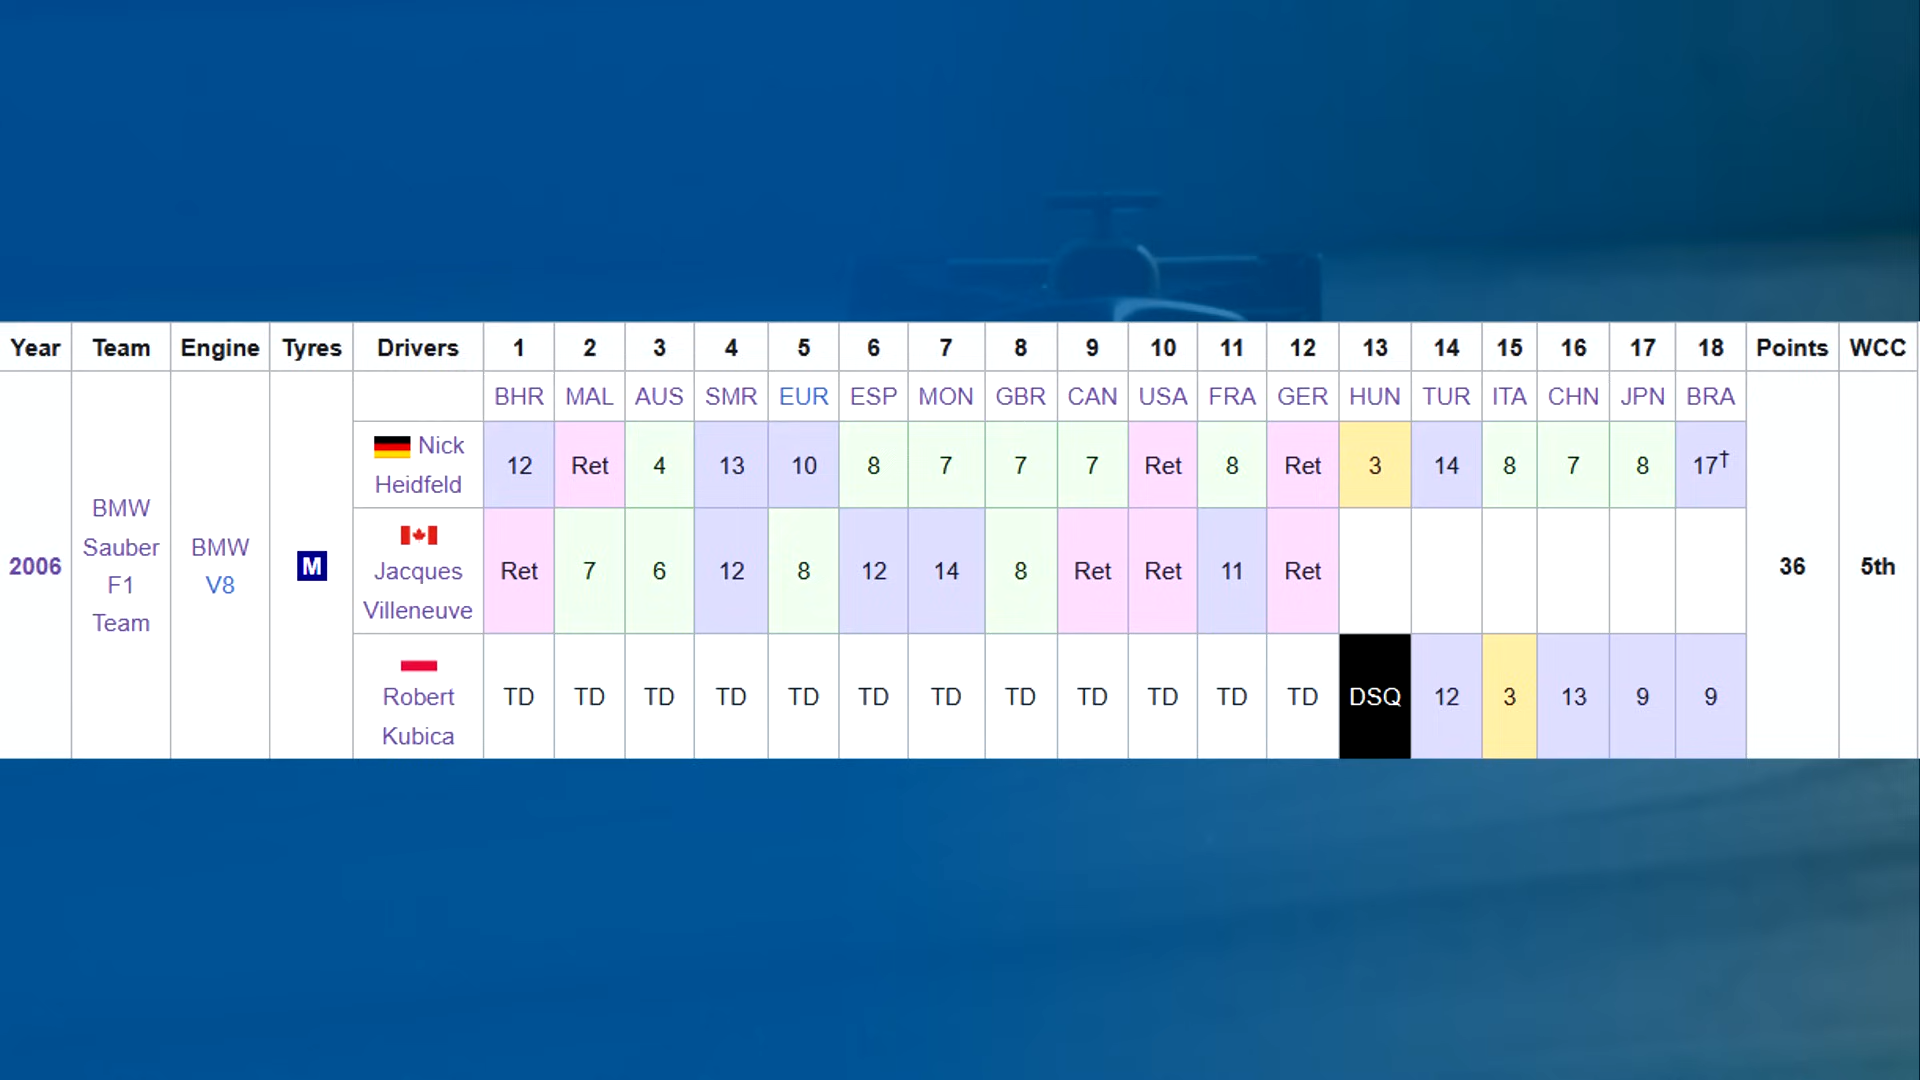 Year Team Engine Tyres Drivers 1 2 3 4 5 6 7 8 9 10 11 12 13 14 15 16 17 18 Points WCC
BHR MAL AUS SMR EUR ESP MON GBR CAN USA FRA GER HUN TUR ITA CHN JPN BRA
Nick
Heidfeld
12 Ret 4 13 10 8 7 7 7 Ret 8 Ret 3 14 8 7 8 17†
2006
BMW
Sauber
F1
Team
BMW
V8
M
Jacques
Villeneuve
Ret 7 6 12 8 12 14 8 Ret Ret 11 Ret
36 5th
Robert
Kubica
TD TD TD TD TD TD TD TD TD TD TD TD DSQ 12 3 13 9 9